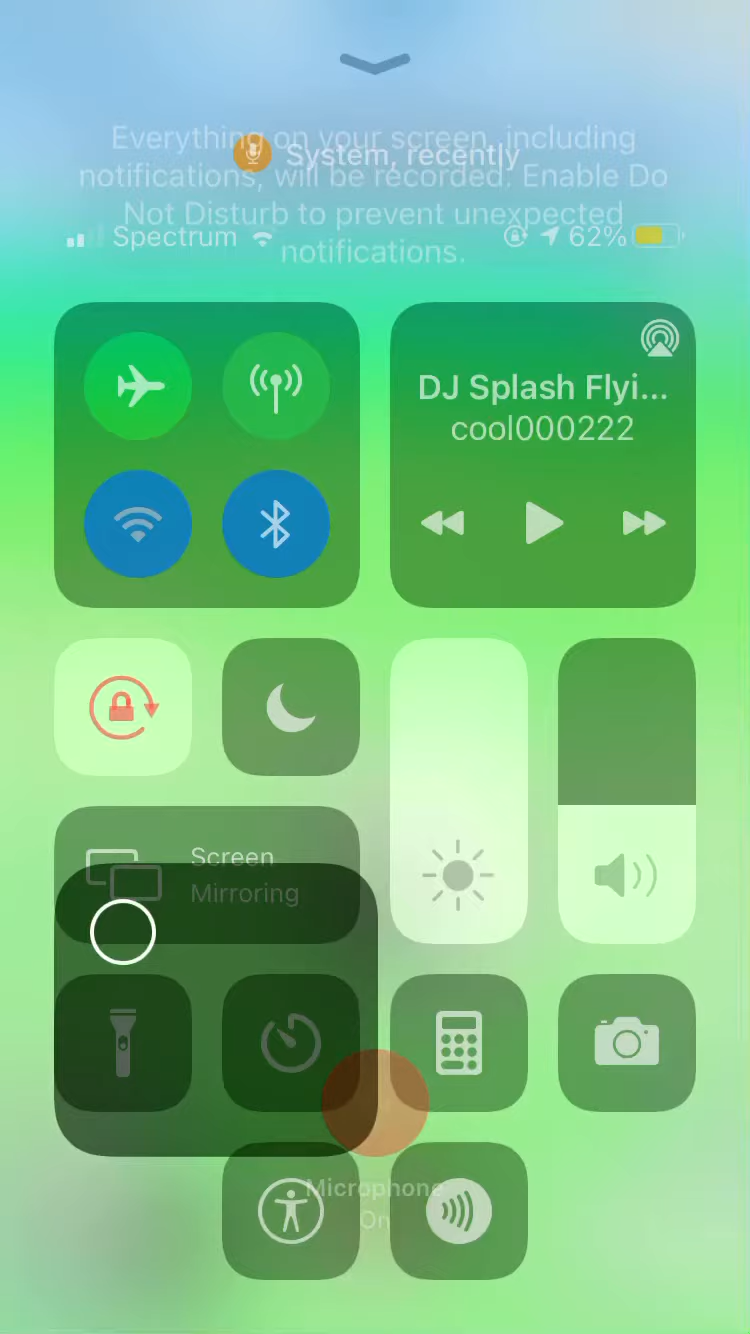 Everything on your screen, including
System, recently
notifications, will be recorded. Enable Do
Not Disturb to prevent unexpected
Spectrum
62%
notifications.
DJ Splash Flyi...
cool000222
Screen
Mirroring
Microphone
On